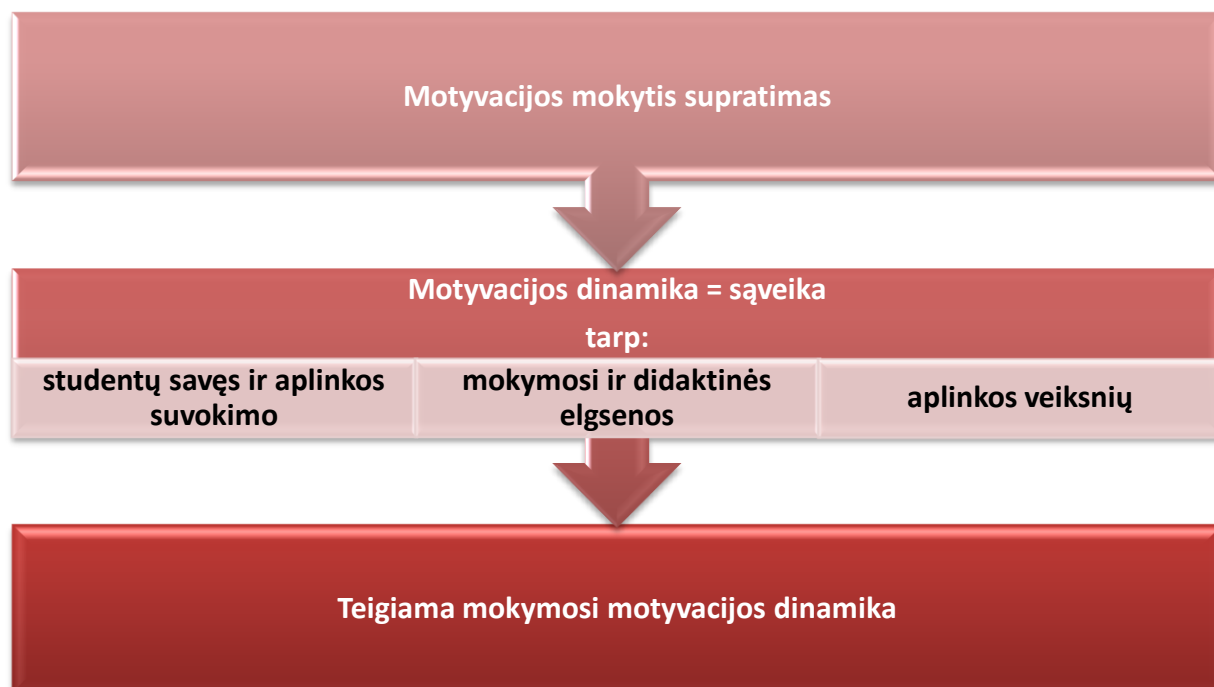 Motyvacijos mokytis supratimas
Motyvacijos dinamika = sąveika
tarp:
studentų savęs ir aplinkos
suvokimo
mokymosi ir didaktinės
elgsenos
aplinkos veiksnių
Teigiama mokymosi motyvacijos dinamika